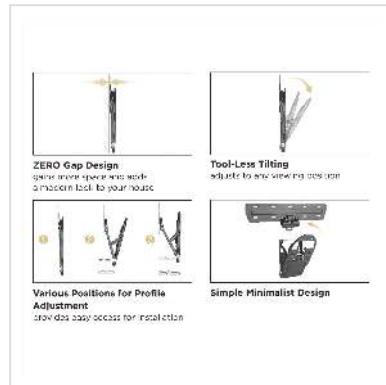 ZERO Gap Design
gains more space and adds
a modern look to your house
Tool-Less Tilting
adjusts to any viewing position
Various Positions for Profile
Adjustment
provides easy access for installation
Simple Minimalist Design